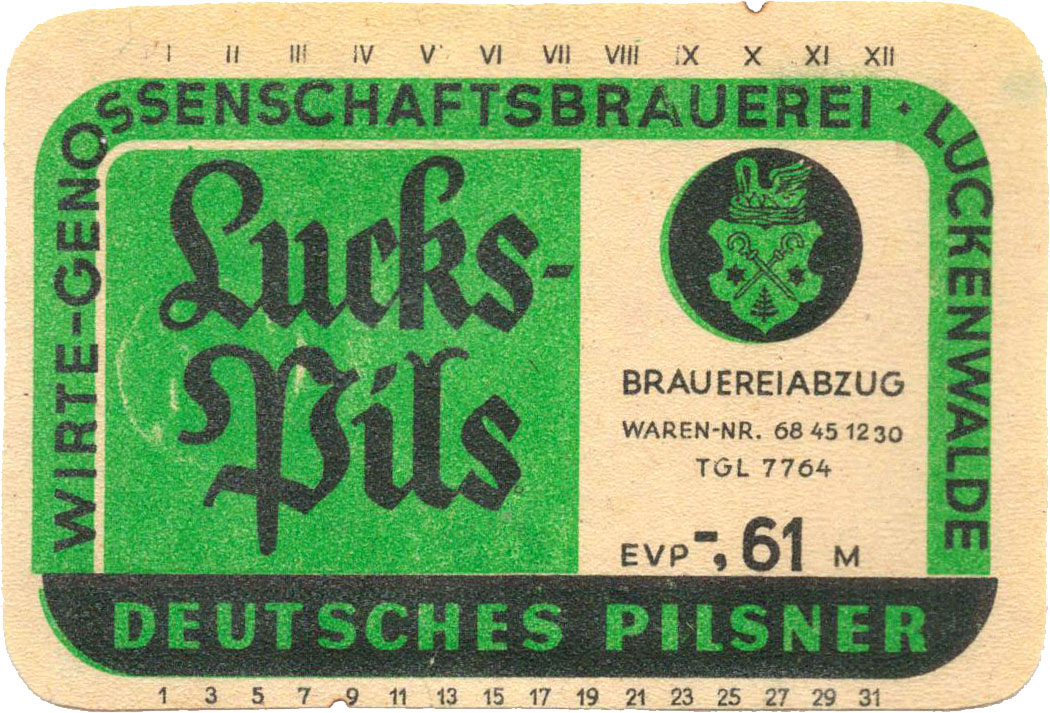 I II III IV V VI VII VIII IX X XI XII
WIRTE-GENOSSENSCHAFTSBRAUEREI · LUCKENWALDE
Lucks-
Pils
BRAUEREIABZUG
WAREN-NR. 68 45 12 30
TGL 7764
EVP -,61 M
DEUTSCHES PILSNER
1 3 5 7 9 11 13 15 17 19 21 23 25 27 29 31